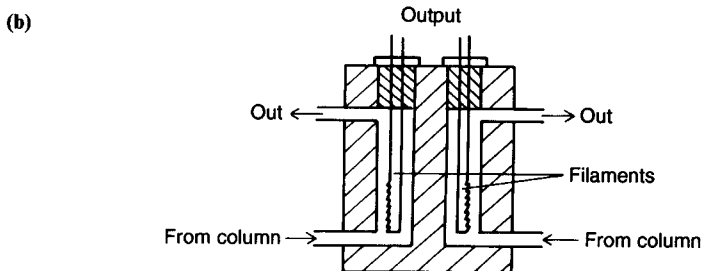 (b)
Output
Out
Out
Filaments
From column
From column